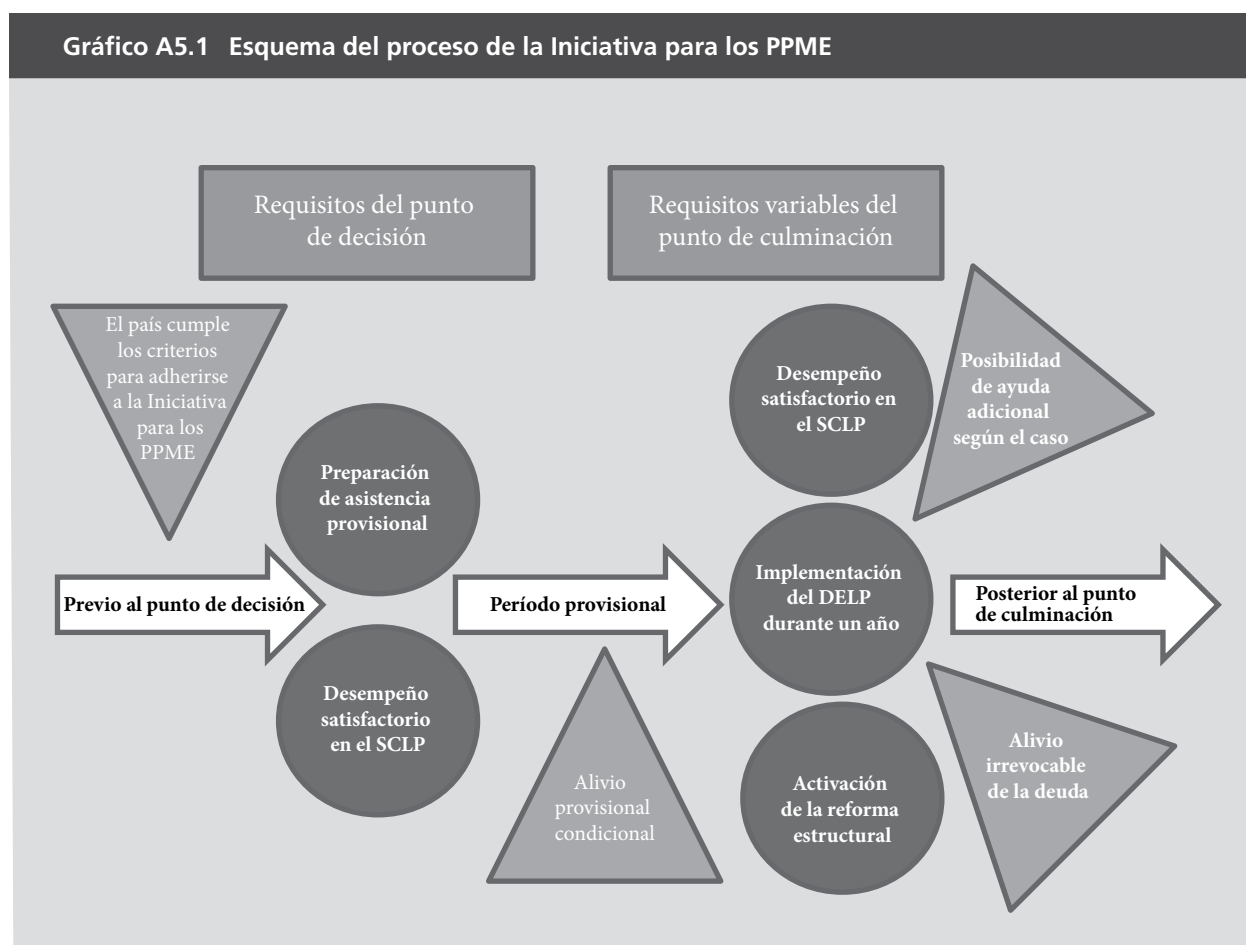 Gráfico A5.1 Esquema del proceso de la Iniciativa para los PPME
Requisitos del punto
de decisión
Requisitos variables del
punto de culminación
El país cumple
los criterios
para adherirse
a la Iniciativa
para los
PPME
Preparación
de asistencia
provisional
Desempeño
satisfactorio en
el SCLP
Posibilidad
de ayuda
adicional
según el caso
Previo al punto de decisión
Período provisional
Implementación
del DELP
durante un año
Posterior al punto
de culminación
Desempeño
satisfactorio
en el SCLP
Alivio
provisional
condicional
Activación
de la reforma
estructural
Alivio
irrevocable
de la deuda